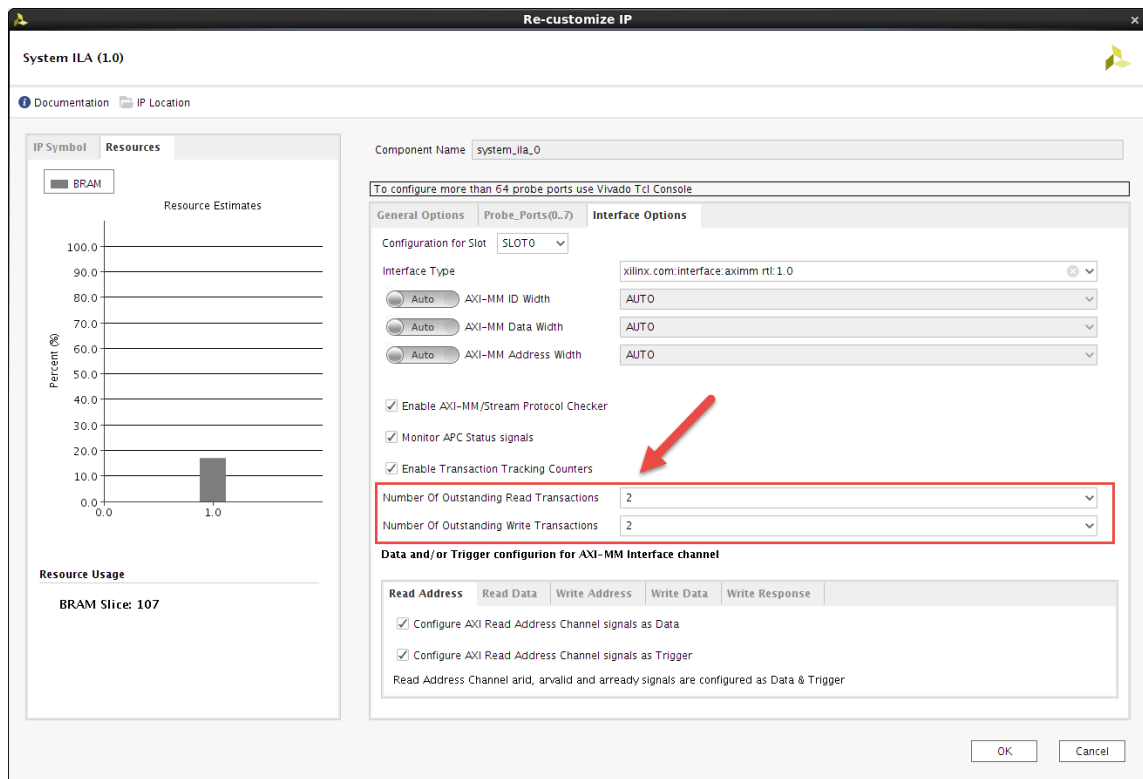 Re-customize IP
System ILA (1.0)
Documentation IP Location
IP Symbol Resources
BRAM
Resource Estimates
100.0
90.0
80.0
70.0
60.0
50.0
40.0
30.0
20.0
10.0
0.0
0.0 1.0
Percent (%)
Resource Usage
BRAM Slice: 107
Component Name system_ila_0
To configure more than 64 probe ports use Vivado Tcl Console
General Options Probe_Ports(0..7) Interface Options
Configuration for Slot SLOT0
Interface Type xilinx.com:interface:aximm rtl:1.0
Auto AXI-MM ID Width AUTO
Auto AXI-MM Data Width AUTO
Auto AXI-MM Address Width AUTO
Enable AXI-MM/Stream Protocol Checker
Monitor APC Status signals
Enable Transaction Tracking Counters
Number Of Outstanding Read Transactions 2
Number Of Outstanding Write Transactions 2
Data and/or Trigger configurion for AXI-MM Interface channel
Read Address Read Data Write Address Write Data Write Response
Configure AXI Read Address Channel signals as Data
Configure AXI Read Address Channel signals as Trigger
Read Address Channel arid, arvalid and arready signals are configured as Data & Trigger
OK Cancel